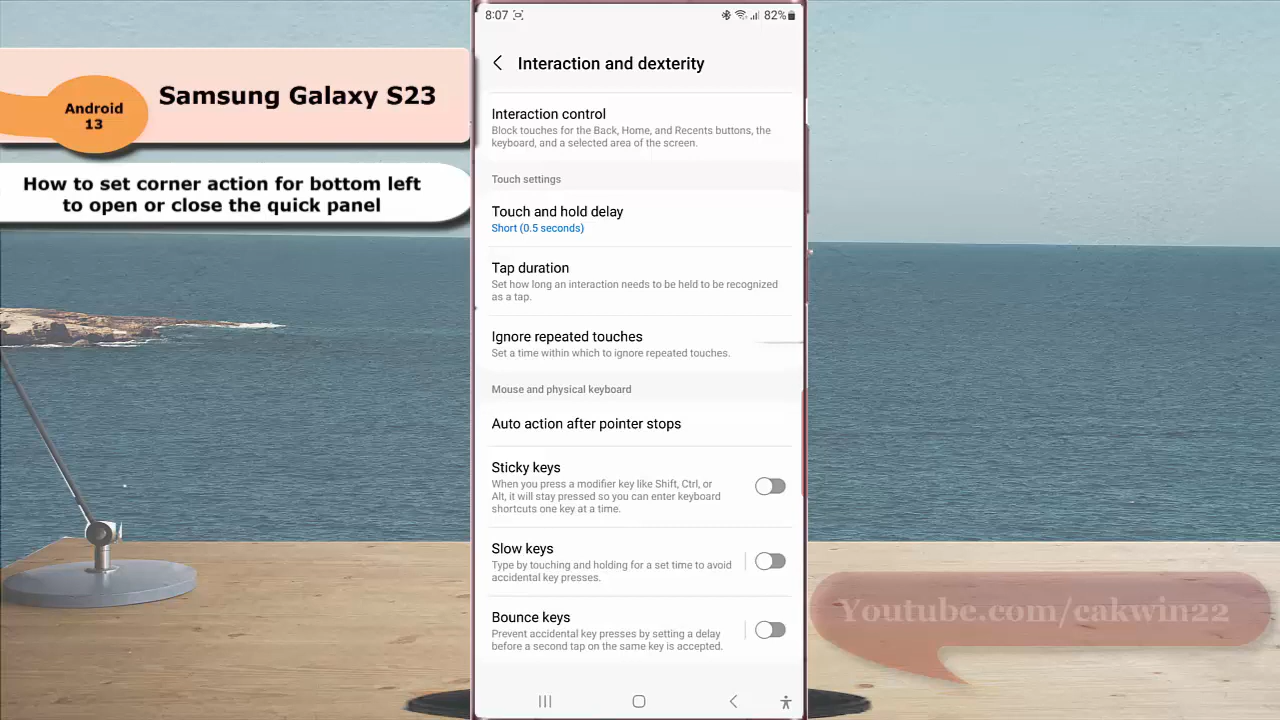 8:07
82%
Samsung Galaxy S23
Android
13
How to set corner action for bottom left
to open or close the quick panel
Interaction and dexterity
Interaction control
Block touches for the Back, Home, and Recents buttons, the
keyboard, and a selected area of the screen.
Touch settings
Touch and hold delay
Short (0.5 seconds)
Tap duration
Set how long an interaction needs to be held to be recognized
as a tap.
Ignore repeated touches
Set a time within which to ignore repeated touches.
Mouse and physical keyboard
Auto action after pointer stops
Sticky keys
When you press a modifier key like Shift, Ctrl, or
Alt, it will stay pressed so you can enter keyboard
shortcuts one key at a time.
Slow keys
Type by touching and holding for a set time to avoid
accidental key presses.
Bounce keys
Prevent accidental key presses by setting a delay
before a second tap on the same key is accepted.
Youtube.com/cakwin22